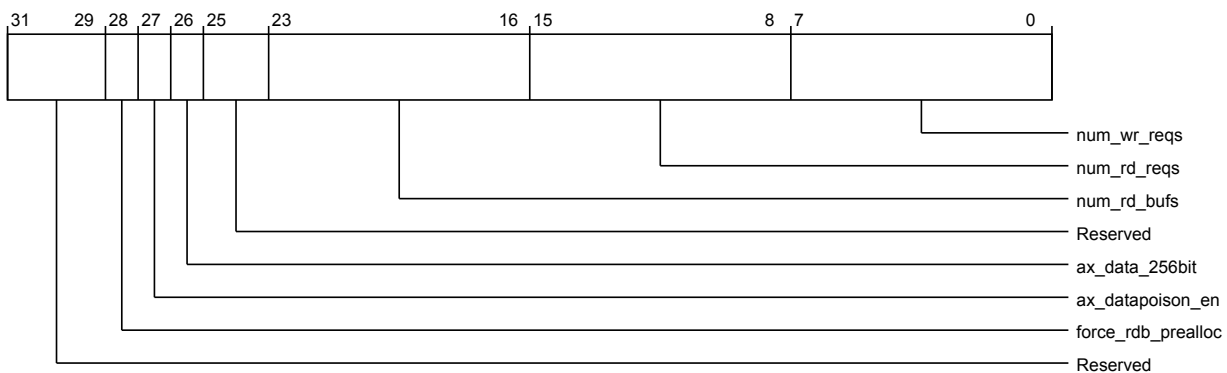 31 29 28 27 26 25 23 16 15 8 7 0
num_wr_reqs
num_rd_reqs
num_rd_bufs
Reserved
ax_data_256bit
ax_datapoison_en
force_rdb_prealloc
Reserved